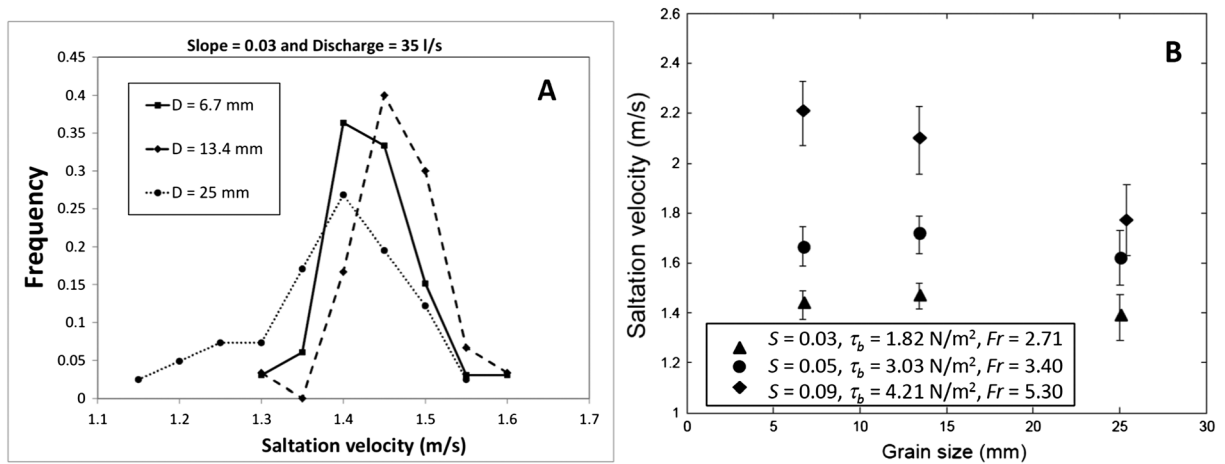 Slope = 0.03 and Discharge = 35 l/s
A
Frequency
0.45
0.4
0.35
0.3
0.25
0.2
0.15
0.1
0.05
0
D = 6.7 mm
D = 13.4 mm
D = 25 mm
1.1 1.2 1.3 1.4 1.5 1.6 1.7
Saltation velocity (m/s)
B
Saltation velocity (m/s)
2.6
2.4
2.2
2
1.8
1.6
1.4
1.2
1
S = 0.03, τb = 1.82 N/m², Fr = 2.71
S = 0.05, τb = 3.03 N/m², Fr = 3.40
S = 0.09, τb = 4.21 N/m², Fr = 5.30
0 5 10 15 20 25 30
Grain size (mm)